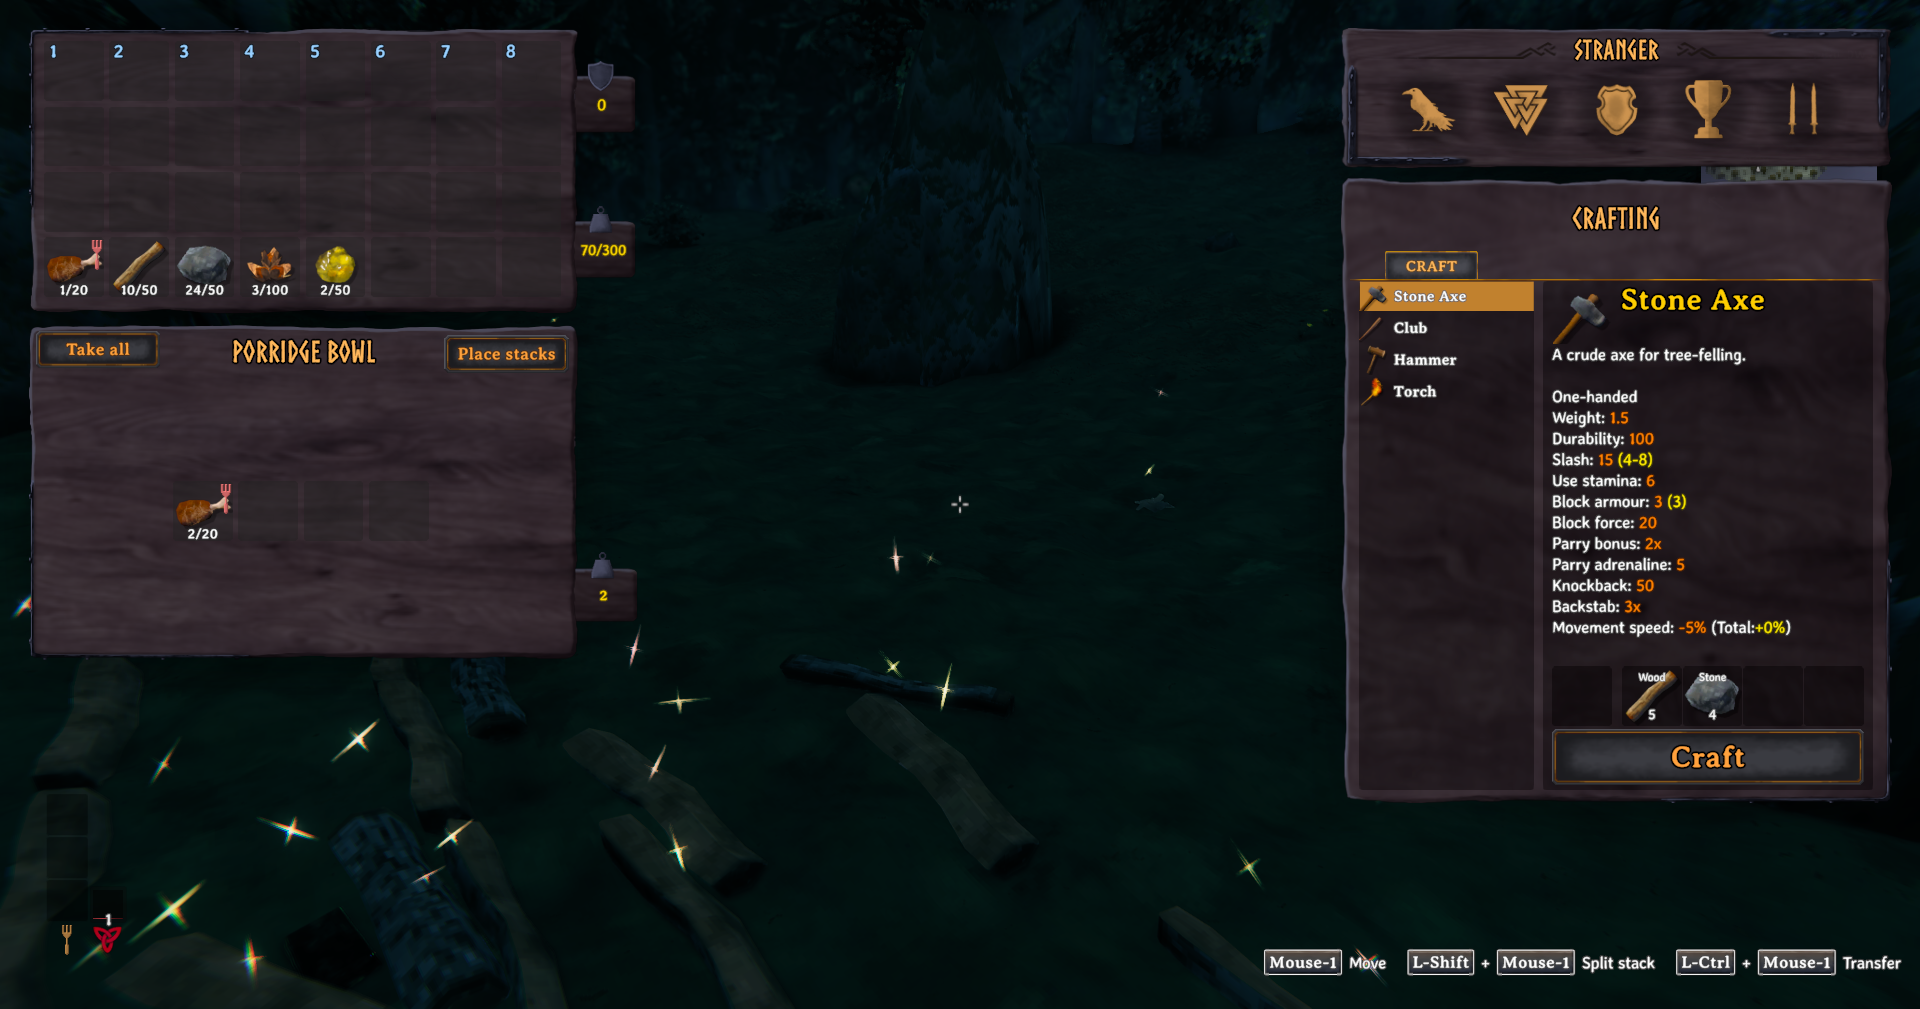 1 2 3 4 5 6 7 8
0
70/300
1/20 10/50 24/50 3/100 2/50
Take all
PORRIDGE BOWL
Place stacks
2/20
2
1
STRANGER
CRAFTING
CRAFT
Stone Axe
Club
Hammer
Torch
Stone Axe
A crude axe for tree-felling.
One-handed
Weight: 1.5
Durability: 100
Slash: 15 (4-8)
Use stamina: 6
Block armour: 3 (3)
Block force: 20
Parry bonus: 2x
Parry adrenaline: 5
Knockback: 50
Backstab: 3x
Movement speed: -5% (Total:+0%)
Wood Stone
5 4
Craft
Mouse-1 Move L-Shift + Mouse-1 Split stack L-Ctrl + Mouse-1 Transfer